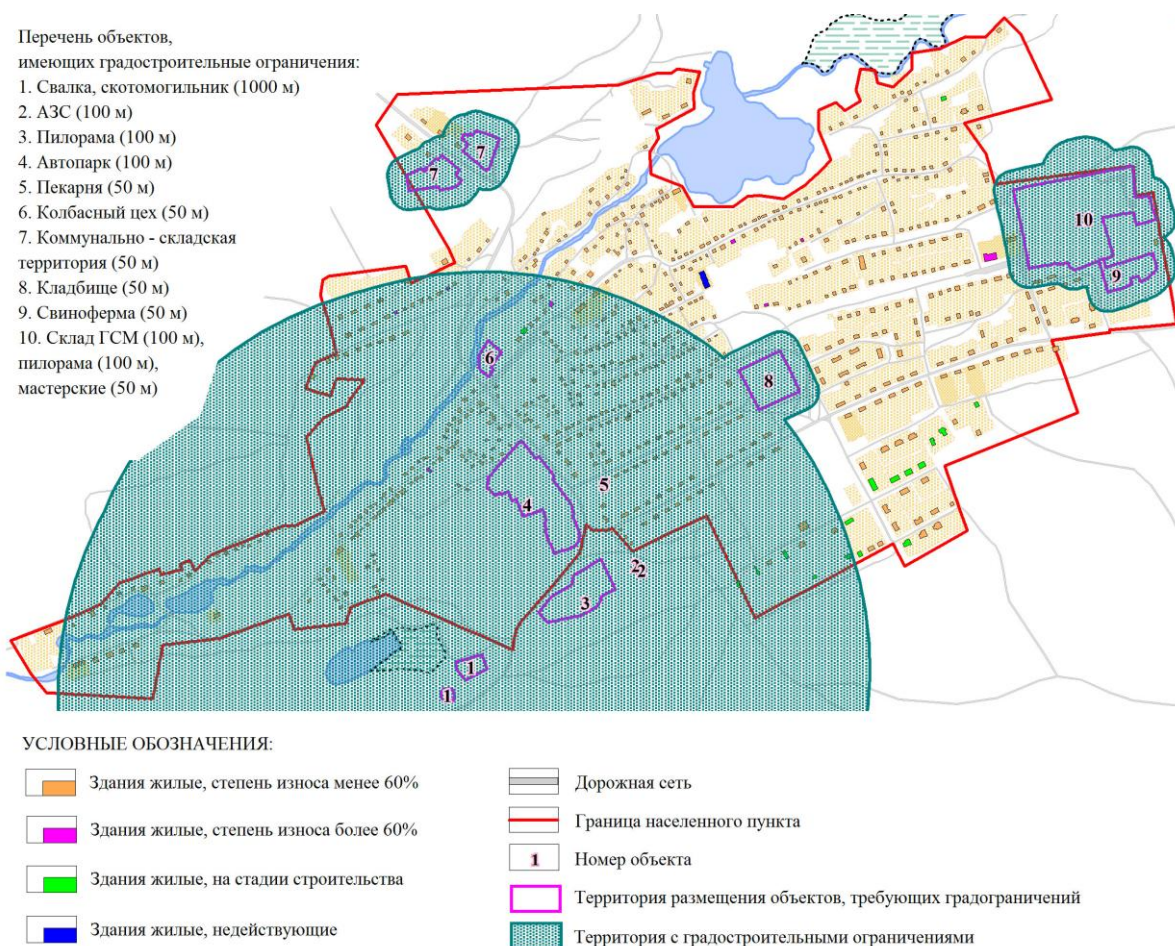 Перечень объектов,
имеющих градостроительные ограничения:
1. Свалка, скотомогильник (1000 м)
2. АЗС (100 м)
3. Пилорама (100 м)
4. Автопарк (100 м)
5. Пекарня (50 м)
6. Колбасный цех (50 м)
7. Коммунально - складская
территория (50 м)
8. Кладбище (50 м)
9. Свиноферма (50 м)
10. Склад ГСМ (100 м),
пилорама (100 м),
мастерские (50 м)
7
7
10
9
6
8
5
4
2
2
3
1
1
УСЛОВНЫЕ ОБОЗНАЧЕНИЯ:
Здания жилые, степень износа менее 60%
Здания жилые, степень износа более 60%
Здания жилые, на стадии строительства
Здания жилые, недействующие
Дорожная сеть
Граница населенного пункта
1 Номер объекта
Территория размещения объектов, требующих градограничений
Территория с градостроительными ограничениями